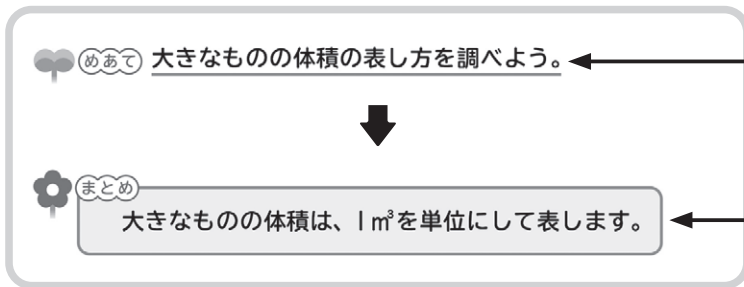 めあて 大きなものの体積の表し方を調べよう。
まとめ
大きなものの体積は、1㎥を単位にして表します。